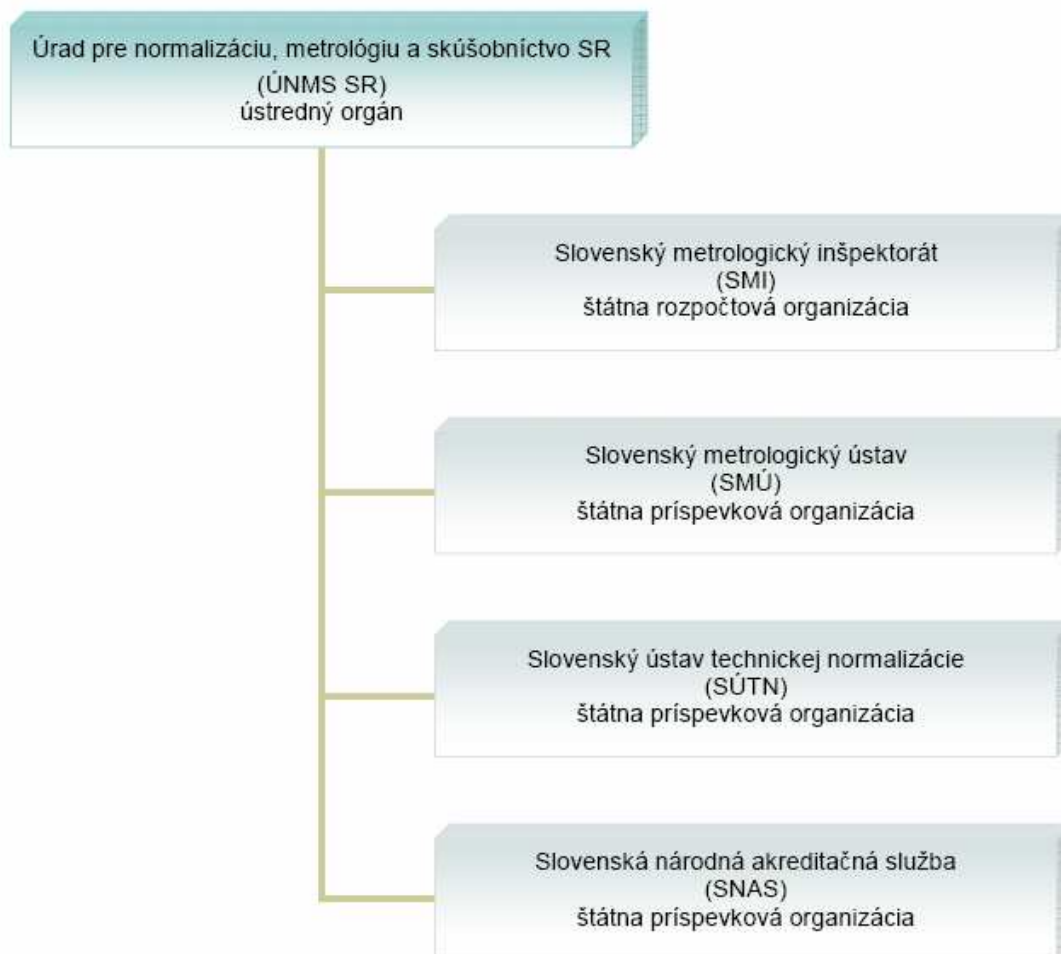 Úrad pre normalizáciu, metrológiu a skúšobníctvo SR
(ÚNMS SR)
ústredný orgán
Slovenský metrologický inšpektorát
(SMI)
štátna rozpočtová organizácia
Slovenský metrologický ústav
(SMÚ)
štátna príspevková organizácia
Slovenský ústav technickej normalizácie
(SÚTN)
štátna príspevková organizácia
Slovenská národná akreditačná služba
(SNAS)
štátna príspevková organizácia